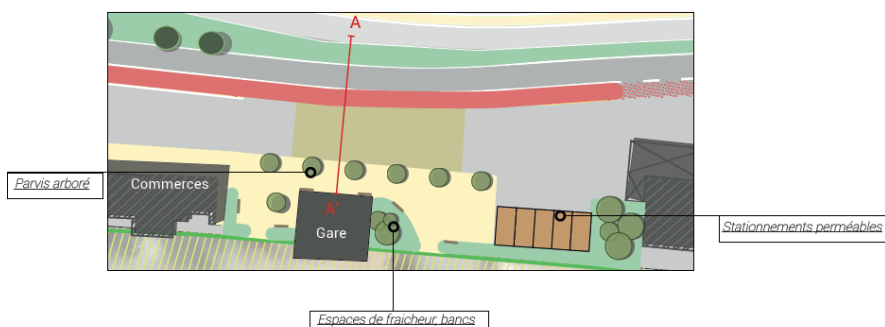 A
Parvis arboré
Commerces
A'
Gare
Stationnements perméables
Espaces de fraicheur, bancs